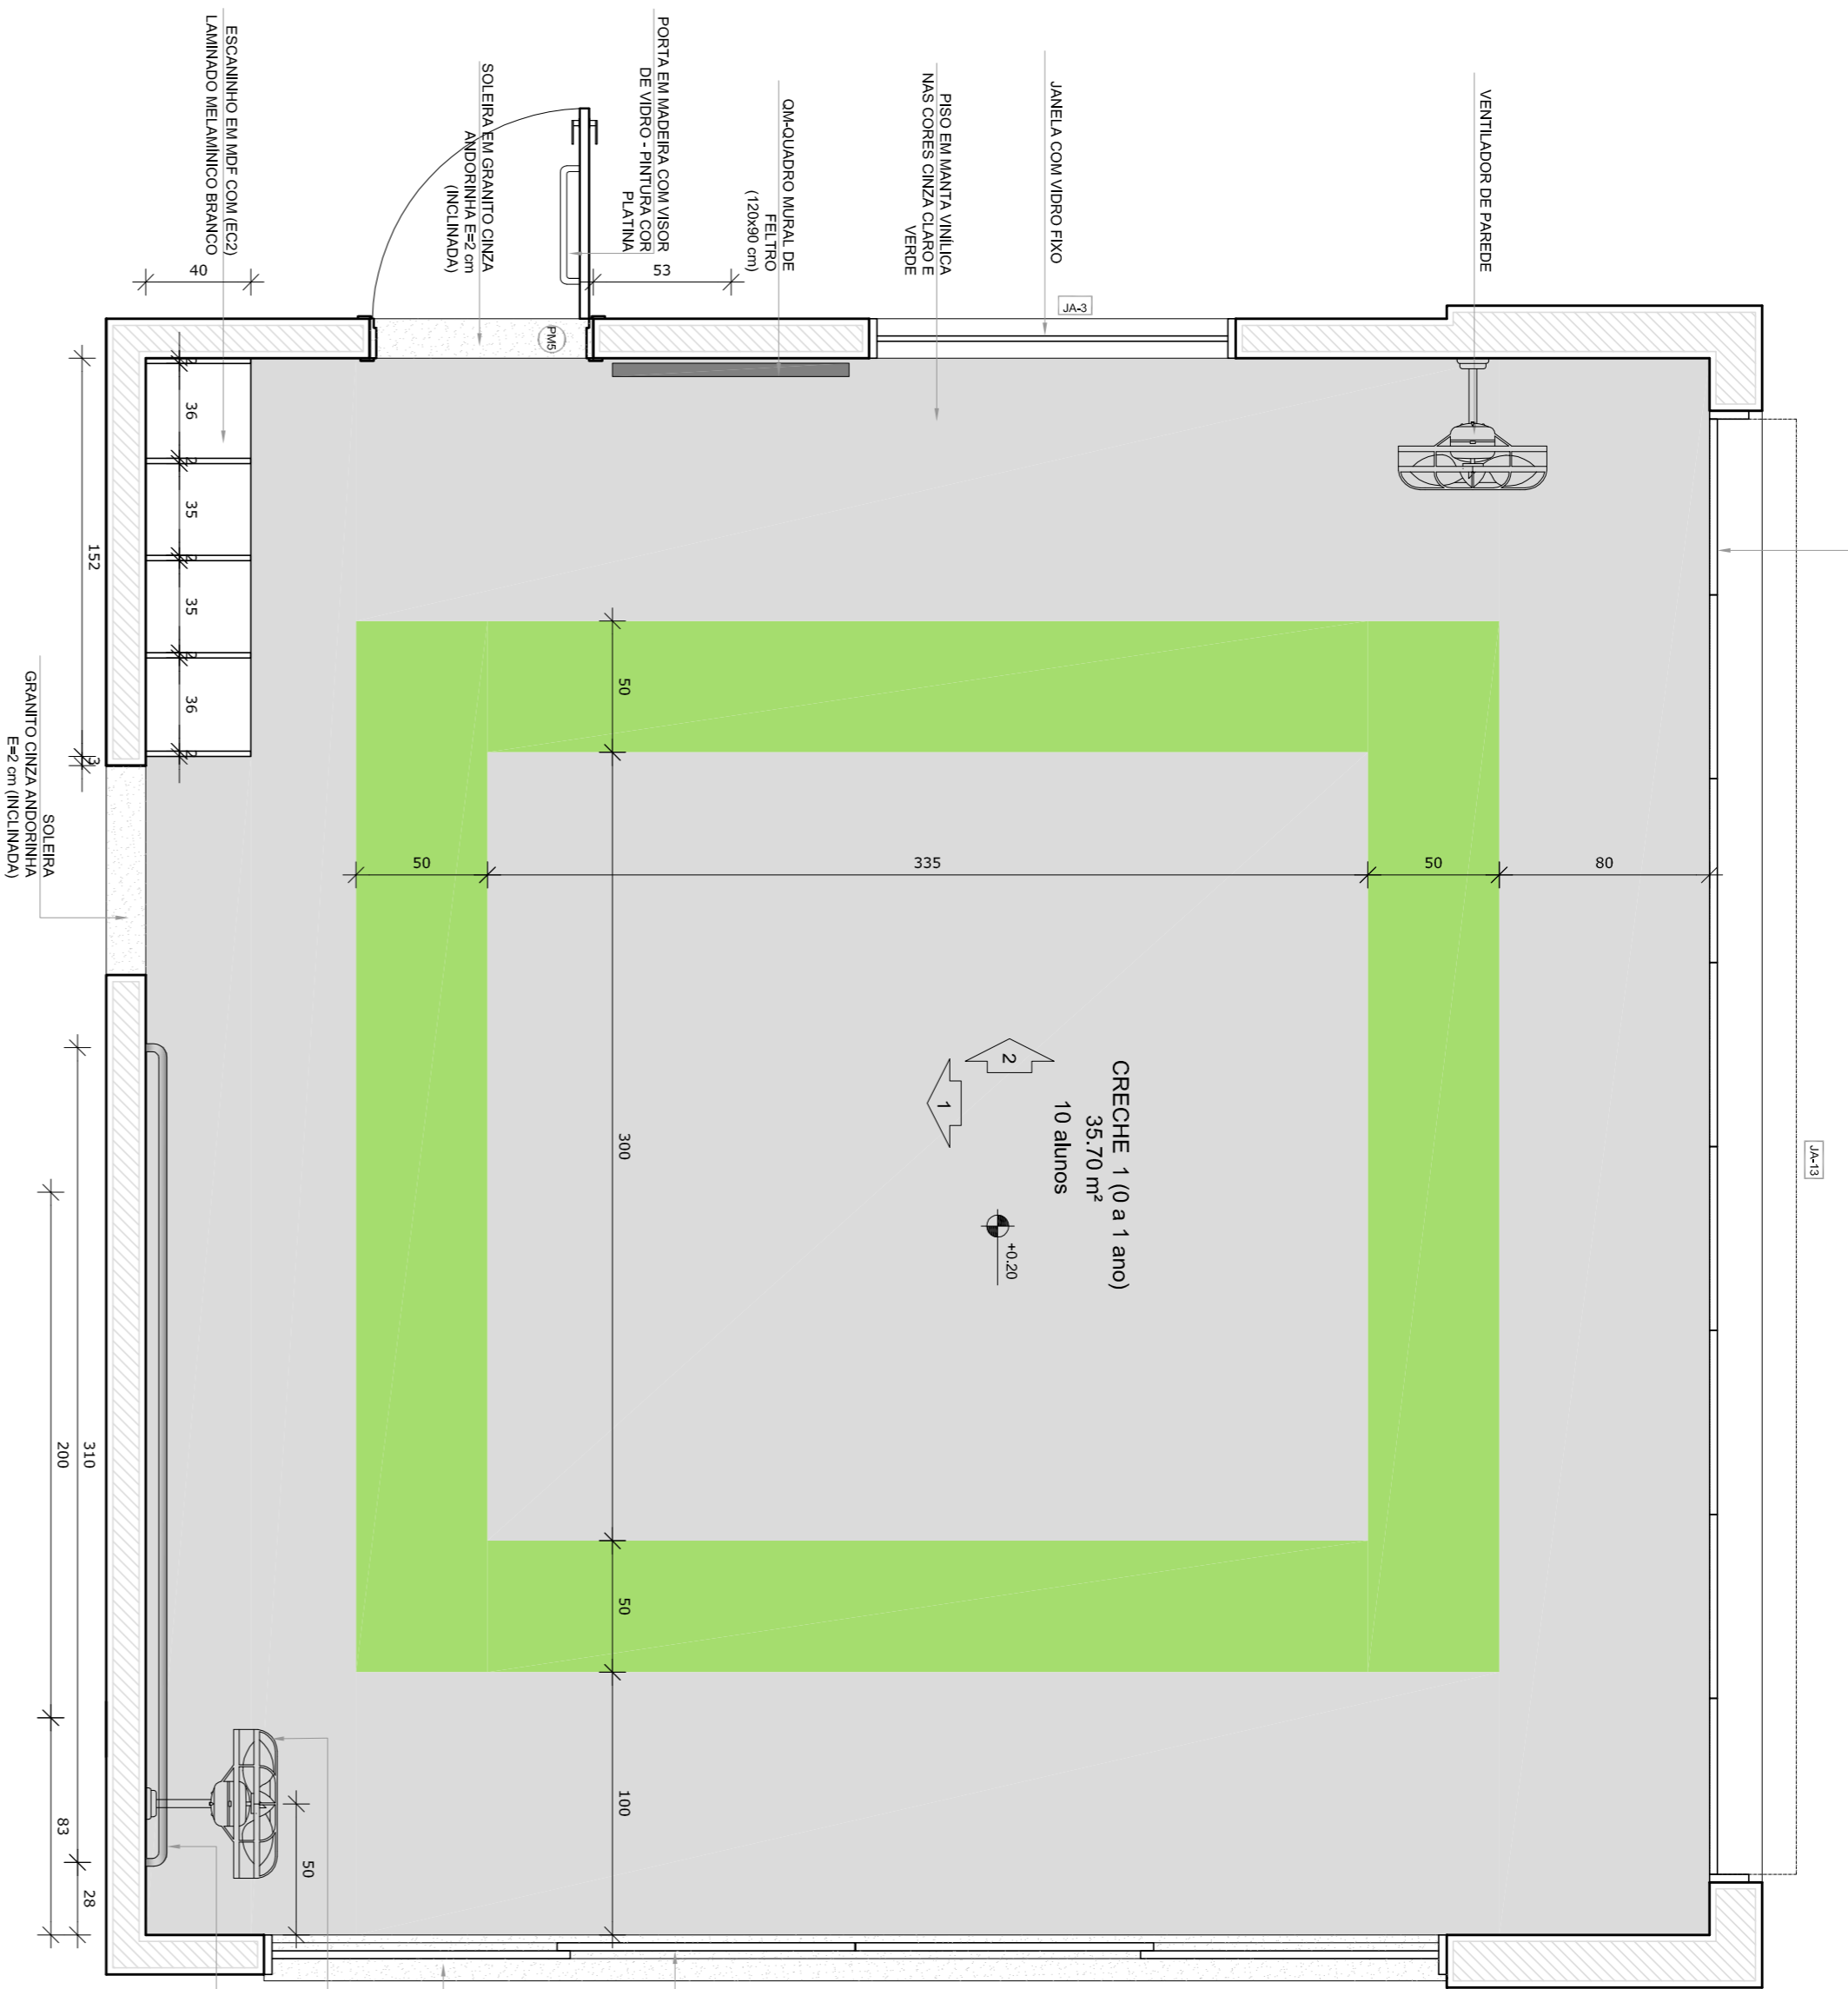 ESCANINHO EM MDF COM (EC2)
LAMINADO MELAMÍNICO BRANCO
SOLEIRA EM GRANITO CINZA
ANDORINHA E=2 cm
(INCLINADA)
PORTA EM MADEIRA COM VISOR
DE VIDRO - PINTURA COR
PLATINA
QM-QUADRO MURAL DE
FELTRO
(120x90 cm)
PISO EM MANTA VINÍLICA
NAS CORES CINZA CLARO E
VERDE
JANELA COM VIDRO FIXO
VENTILADOR DE PAREDE
JA-3
JA-13
PM5
40
53
2
36
2
35
2
35
2
36
2
152
3
SOLEIRA
GRANITO CINZA ANDORINHA
E=2 cm (INCLINADA)
50
300
50
100
50
335
50
80
CRECHE 1 (0 a 1 ano)
35.70 m²
10 alunos
2
1
+0.20
310
28
200
83
50